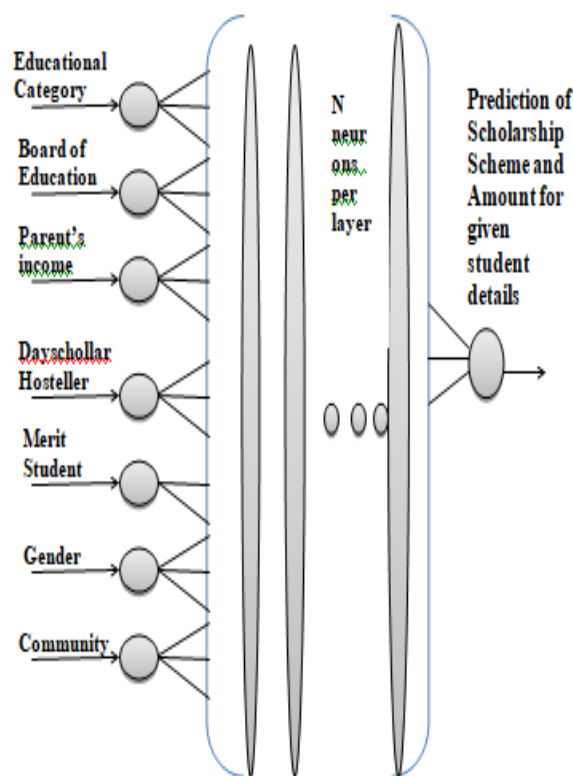 Educational
Category
Board of
Education
Parent's
income
Dayschollar
Hosteller
Merit
Student
Gender
Community
N
neur
ons
per
layer
Prediction of
Scholarship
Scheme and
Amount for
given
student
details